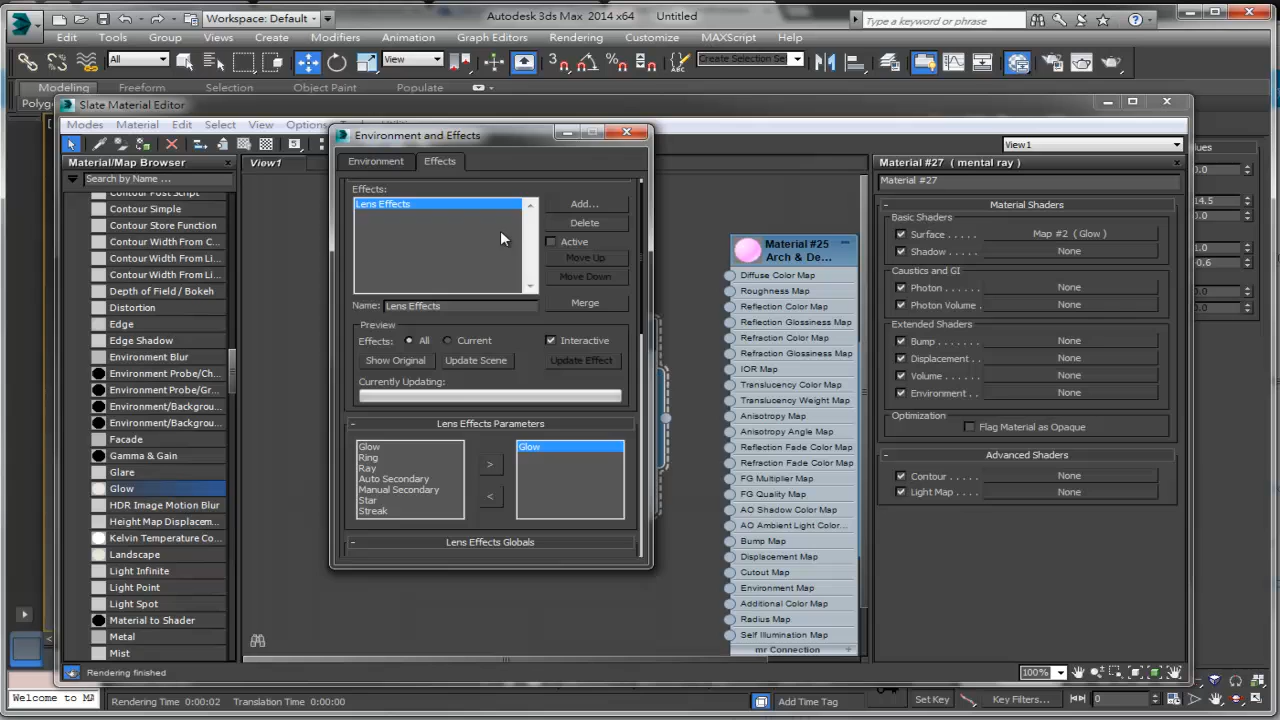 Workspace: Default
Autodesk 3ds Max 2014 x64 Untitled
Type a keyword or phrase
Edit Tools Group Views Create Modifiers Animation Graph Editors Rendering Customize MAXScript Help
All
View
Create Selection Se
Modeling Freeform Selection Object Paint Populate
Polyg
Slate Material Editor
Modes Material Edit Select View Options
View1
Material/Map Browser
Search by Name ...
Contour Post Script
Contour Simple
Contour Store Function
Contour Width From C...
Contour Width From Li...
Contour Width From Li...
Depth of Field / Bokeh
Distortion
Edge
Edge Shadow
Environment Blur
Environment Probe/Ch...
Environment Probe/Gr...
Environment/Backgrou...
Environment/Backgrou...
Facade
Gamma & Gain
Glare
Glow
HDR Image Motion Blur
Height Map Displacem...
Kelvin Temperature Co...
Landscape
Light Infinite
Light Point
Light Spot
Material to Shader
Metal
Mist
View1
Environment and Effects
Environment Effects
Effects:
Lens Effects
Add...
Delete
Active
Move Up
Move Down
Merge
Name: Lens Effects
Preview
Effects: All Current Interactive
Show Original Update Scene Update Effect
Currently Updating:
Lens Effects Parameters
Glow
Ring
Ray
Auto Secondary
Manual Secondary
Star
Streak
>
<
Glow
Lens Effects Globals
Material #25
Arch & De...
Diffuse Color Map
Roughness Map
Reflection Color Map
Reflection Glossiness Map
Refraction Color Map
Refraction Glossiness Map
IOR Map
Translucency Color Map
Translucency Weight Map
Anisotropy Map
Anisotropy Angle Map
Reflection Fade Color Map
Refraction Fade Color Map
FG Multiplier Map
FG Quality Map
AO Shadow Color Map
AO Ambient Light Color...
Bump Map
Displacement Map
Cutout Map
Environment Map
Additional Color Map
Radius Map
Self Illumination Map
mr Connection +
Material #27 ( mental ray )
Material #27
Material Shaders
Basic Shaders
Surface . . . . . Map #2 ( Glow )
Shadow . . . . . None
Caustics and GI
Photon . . . . . None
Photon Volume . None
Extended Shaders
Bump . . . . . . None
Displacement . . None
Volume . . . . . None
Environment . . None
Optimization
Flag Material as Opaque
Advanced Shaders
Contour . . . . . None
Light Map . . . . None
alues
14.5
-0.6
Rendering finished
100%
Welcome to MA
Rendering Time 0:00:02 Translation Time 0:00:00
Add Time Tag
Set Key
Key Filters...
0